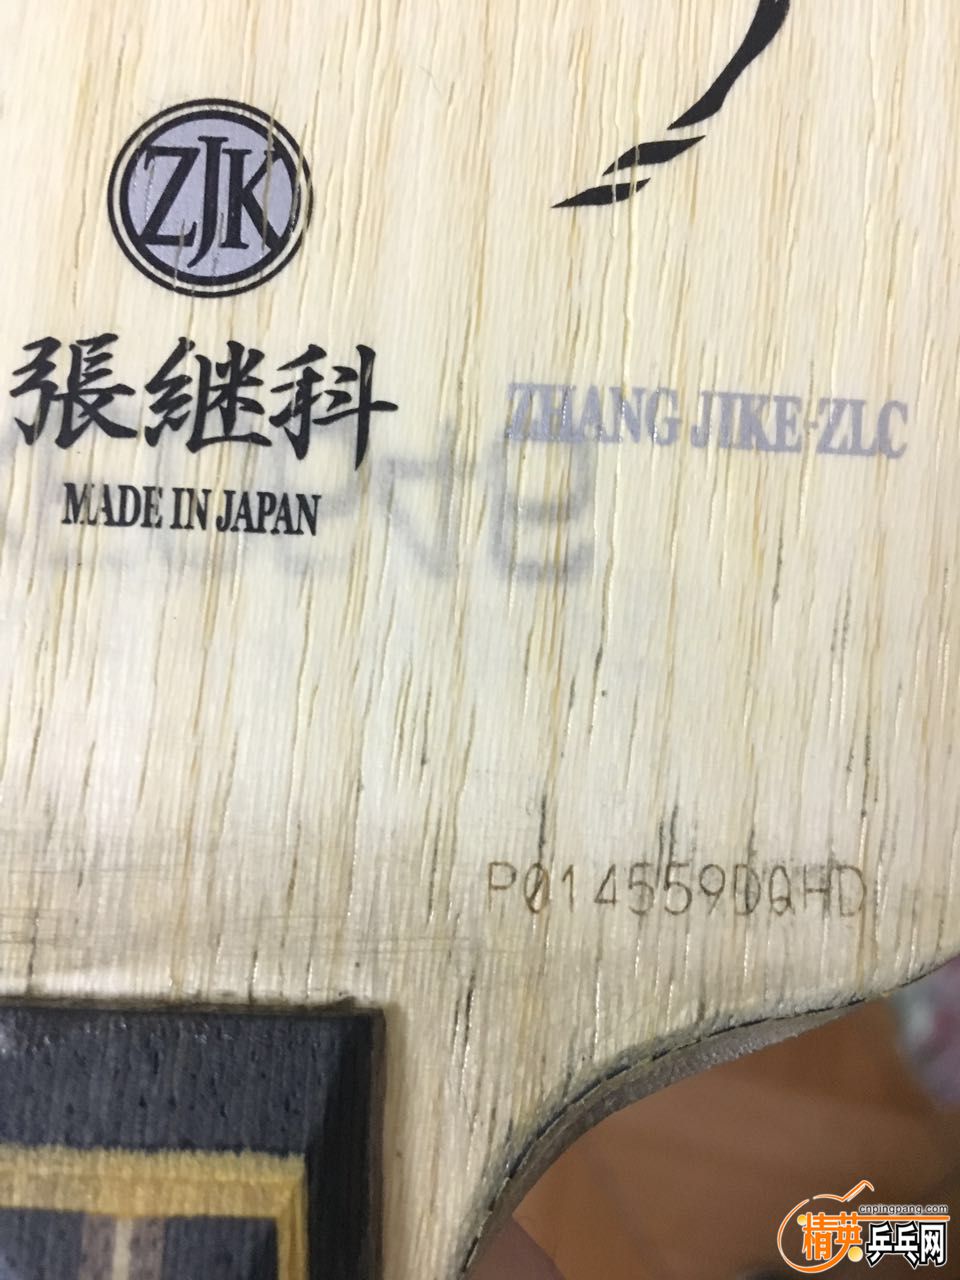 ZJK
張継科
MADE IN JAPAN
ZHANG JIKE-ZLC
P014559DQHD
cnpingpang.com
精英乒乓网